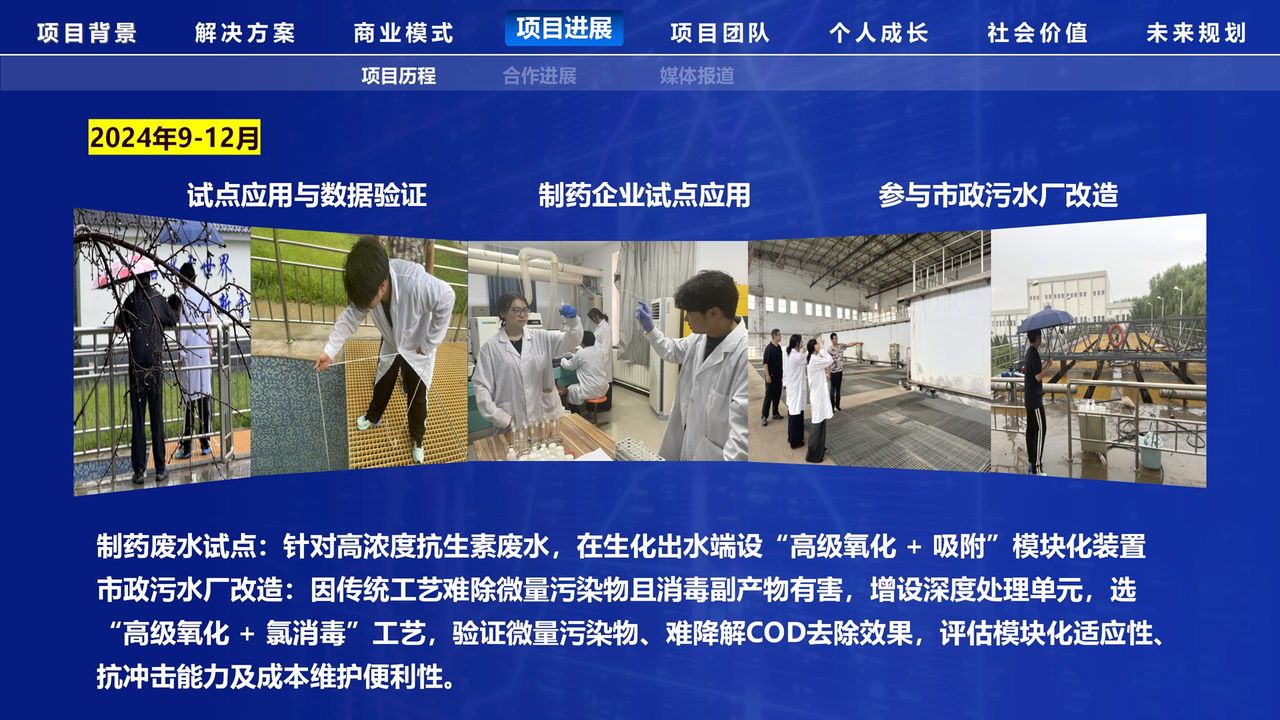 项目背景
解决方案
商业模式
项目进展
项目团队
个人成长
社会价值
未来规划
项目历程
合作进展
媒体报道
2024年9-12月
试点应用与数据验证
制药企业试点应用
参与市政污水厂改造
世界
制药废水试点：针对高浓度抗生素废水，在生化出水端设“高级氧化 + 吸附”模块化装置
市政污水厂改造：因传统工艺难除微量污染物且消毒副产物有害，增设深度处理单元，选
“高级氧化 + 氯消毒”工艺，验证微量污染物、难降解COD去除效果，评估模块化适应性、
抗冲击能力及成本维护便利性。